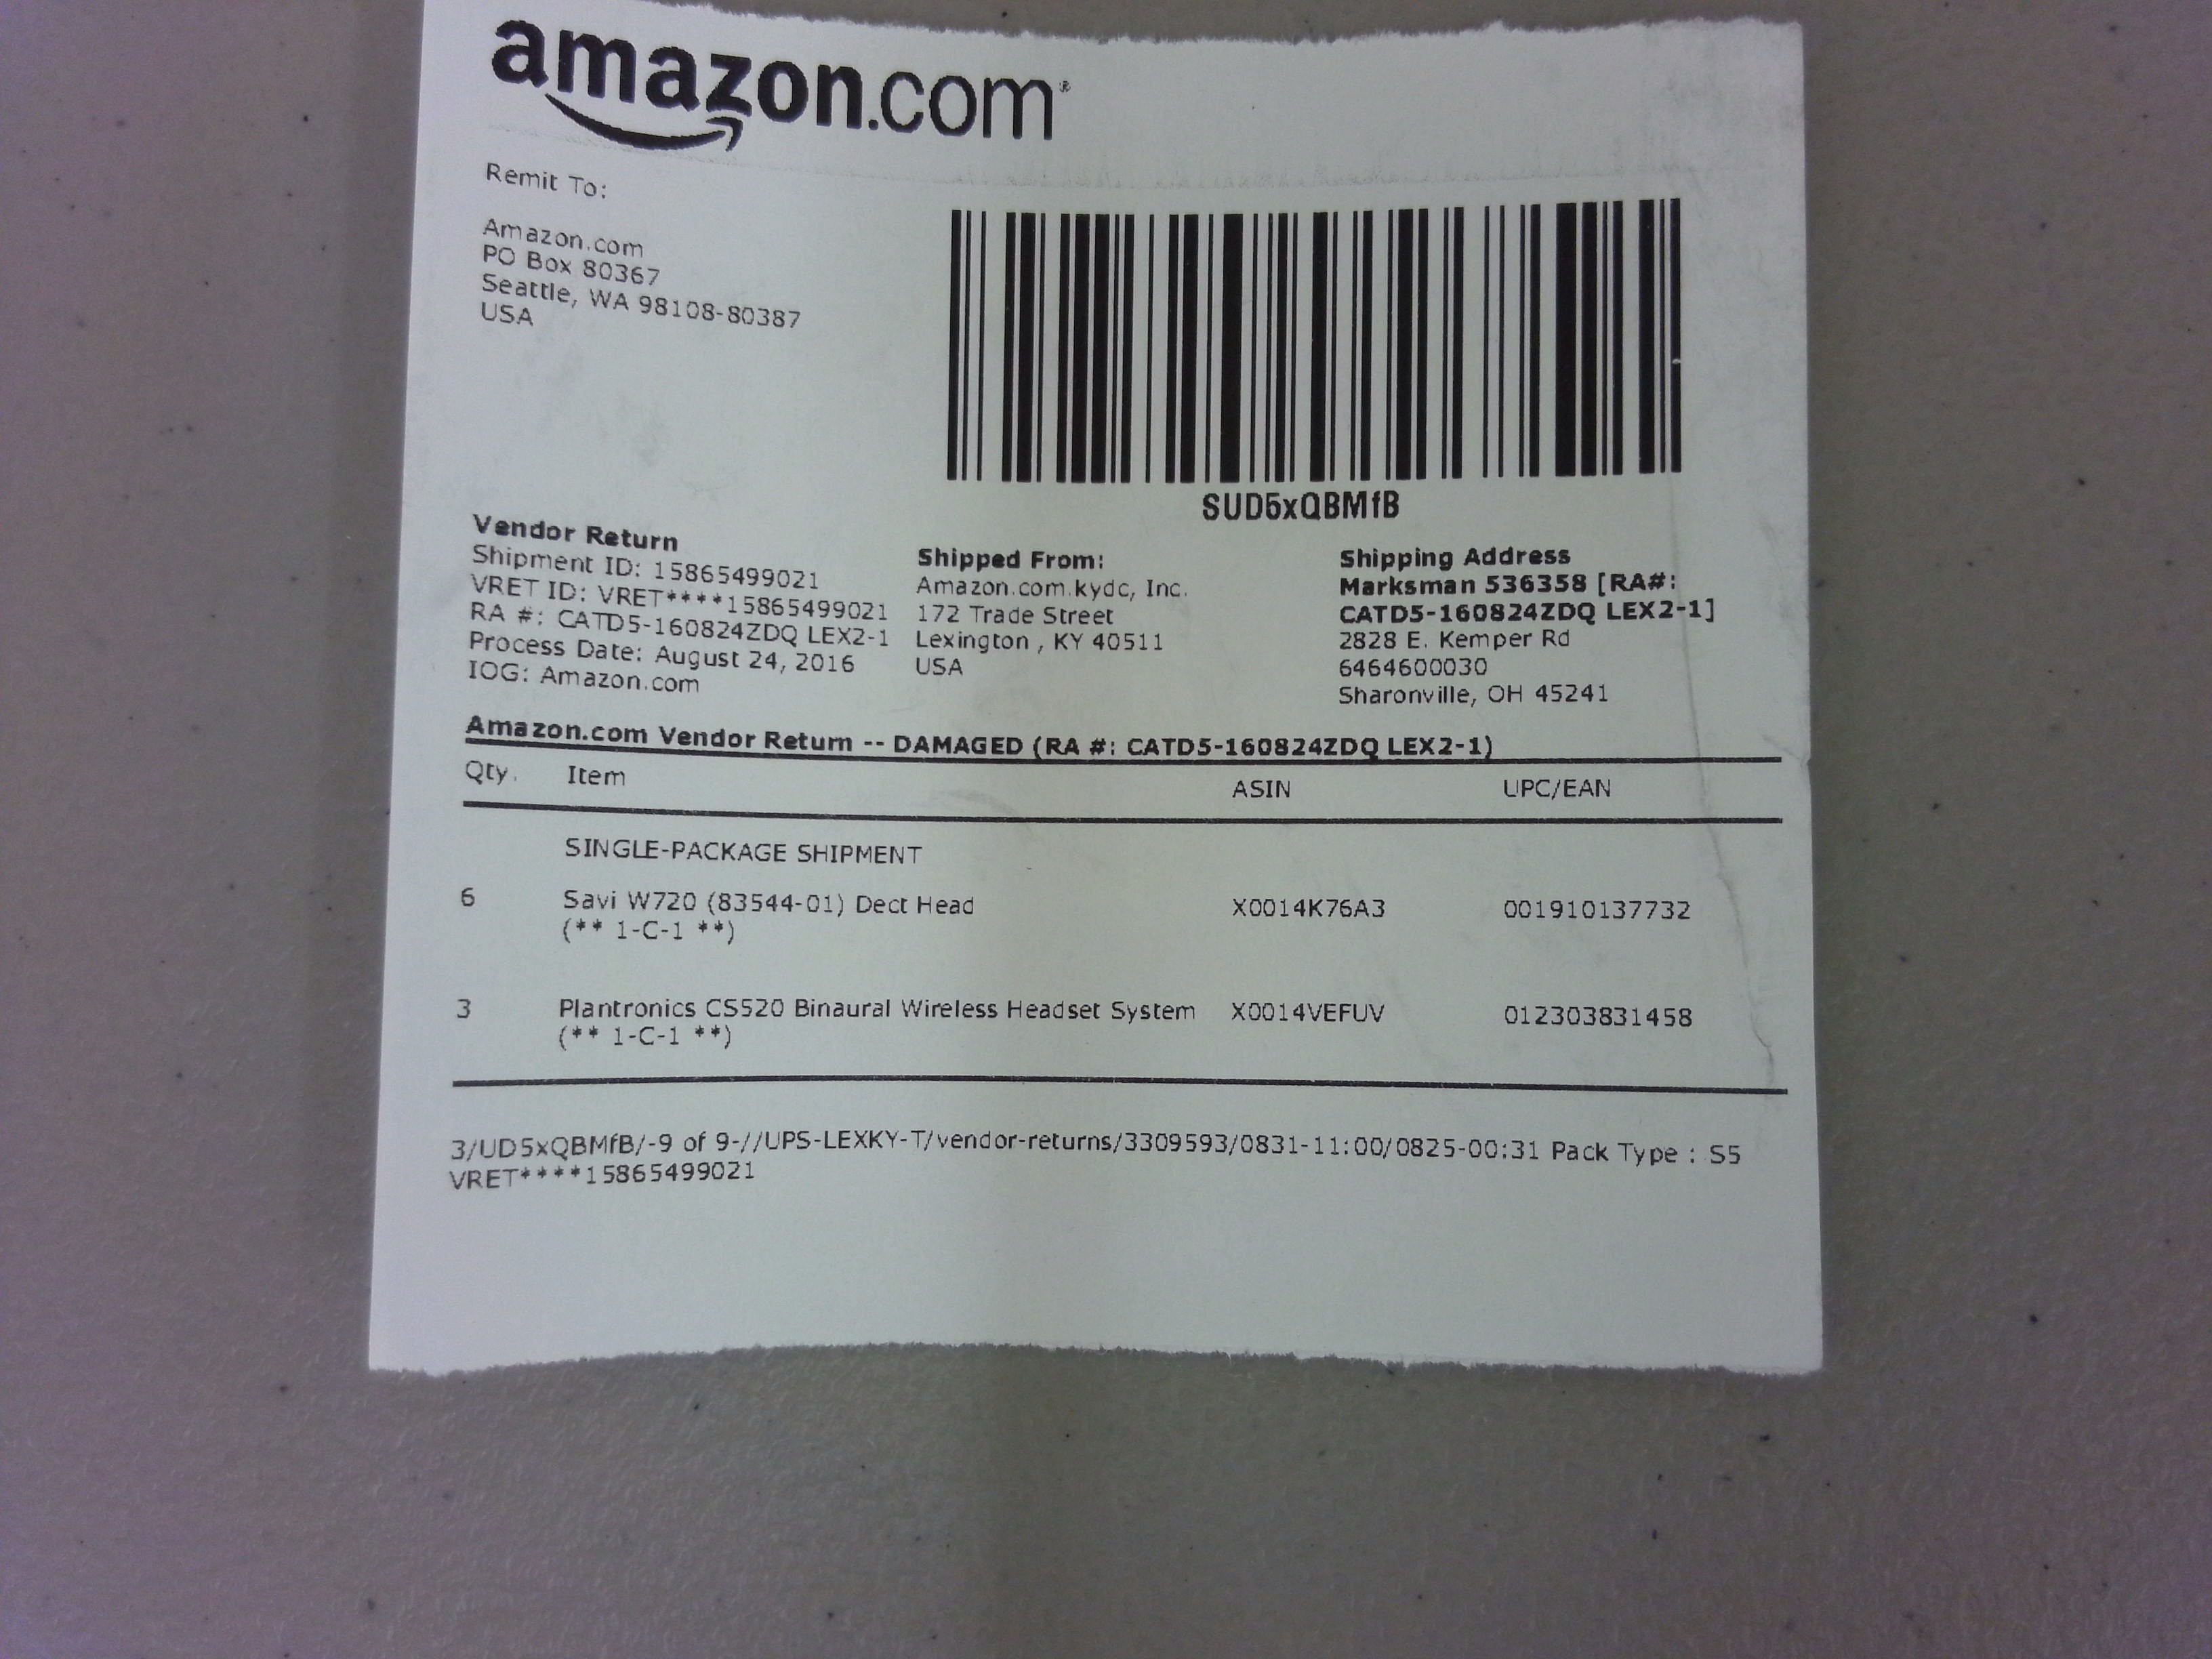 amazon.com
Remit To:
Amazon.com
PO Box 80367
Seattle, WA 98108-80387
USA
SUD5xQBMfB
Vendor Return
Shipment ID: 15865499021
VRET ID: VRET****15865499021
RA #: CATD5-160824ZDQ LEX2-1
Process Date: August 24, 2016
IOG: Amazon.com
Shipped From:
Amazon.com.kydc, Inc.
172 Trade Street
Lexington , KY 40511
USA
Shipping Address
Marksman 536358 [RA#:
CATD5-160824ZDQ LEX2-1]
2828 E. Kemper Rd
6464600030
Sharonville, OH 45241
Amazon.com Vendor Return -- DAMAGED (RA #: CATD5-160824ZDQ LEX2-1)
Qty. Item ASIN UPC/EAN
SINGLE-PACKAGE SHIPMENT
6 Savi W720 (83544-01) Dect Head X0014K76A3 001910137732
(** 1-C-1 **)
3 Plantronics CS520 Binaural Wireless Headset System X0014VEFUV 012303831458
(** 1-C-1 **)
3/UD5xQBMfB/-9 of 9-//UPS-LEXKY-T/vendor-returns/3309593/0831-11:00/0825-00:31 Pack Type : S5
VRET****15865499021